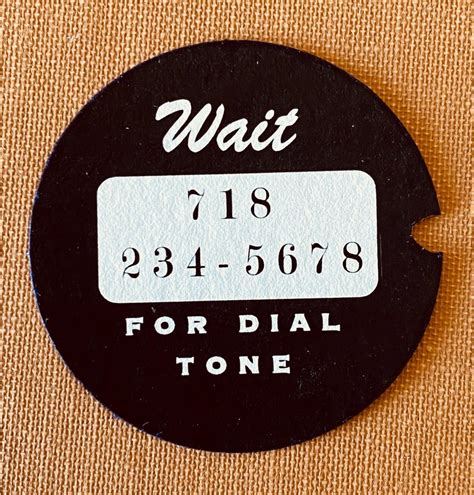 Wait
718
234-5678
FOR DIAL
TONE